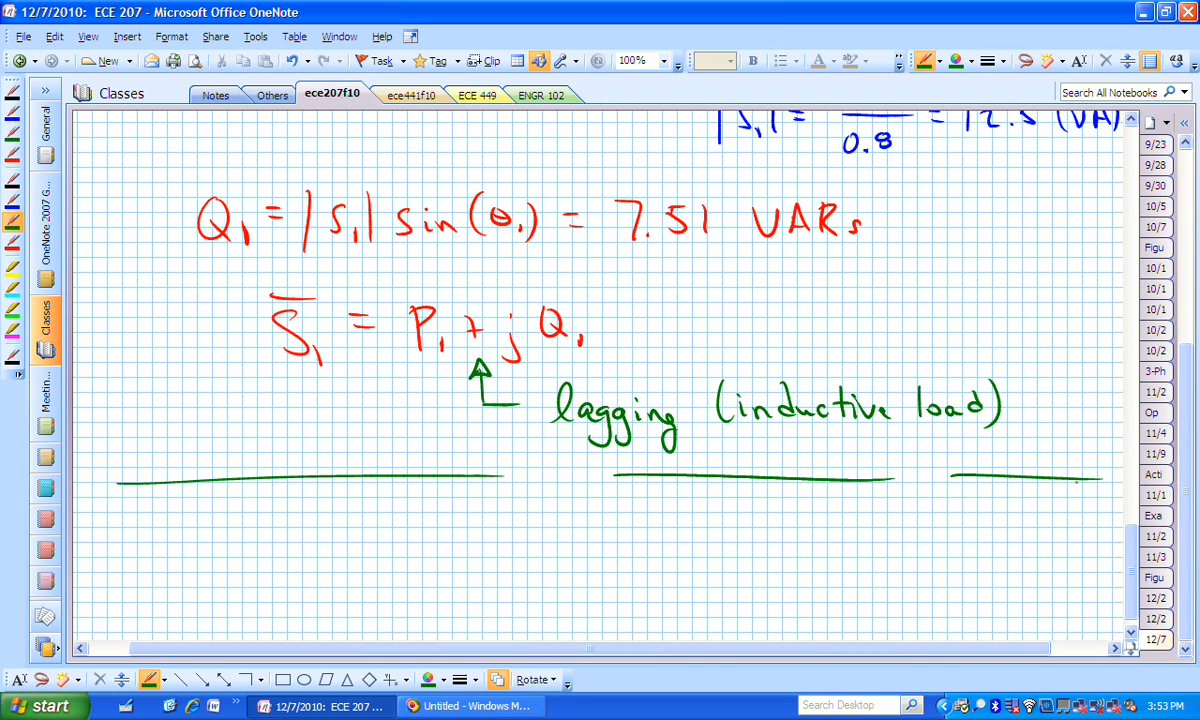 12/7/2010: ECE 207 - Microsoft Office OneNote
File Edit View Insert Format Share Tools Table Window Help
New Task Tag Clip 100% B A ab
Classes Notes Others ece207f10 ece441f10 ECE 449 ENGR 102 Search All Notebooks
General
OneNote 2007 G...
Classes
Meetin...
|S₁| = / 0.8 = 12.5 (VA)
Q₁ = |S₁| sin(θ₁) = 7.51 VARs
S̅₁ = P₁ + j Q₁
lagging (inductive load)
9/23
9/28
9/30
10/5
10/7
Figu
10/1
10/1
10/1
10/2
10/2
3-Ph
11/2
Op
11/4
11/9
Acti
11/1
Exa
11/2
11/3
Figu
12/2
12/2
12/7
Rotate
start 12/7/2010: ECE 207 ... Untitled - Windows M... Search Desktop 3:53 PM